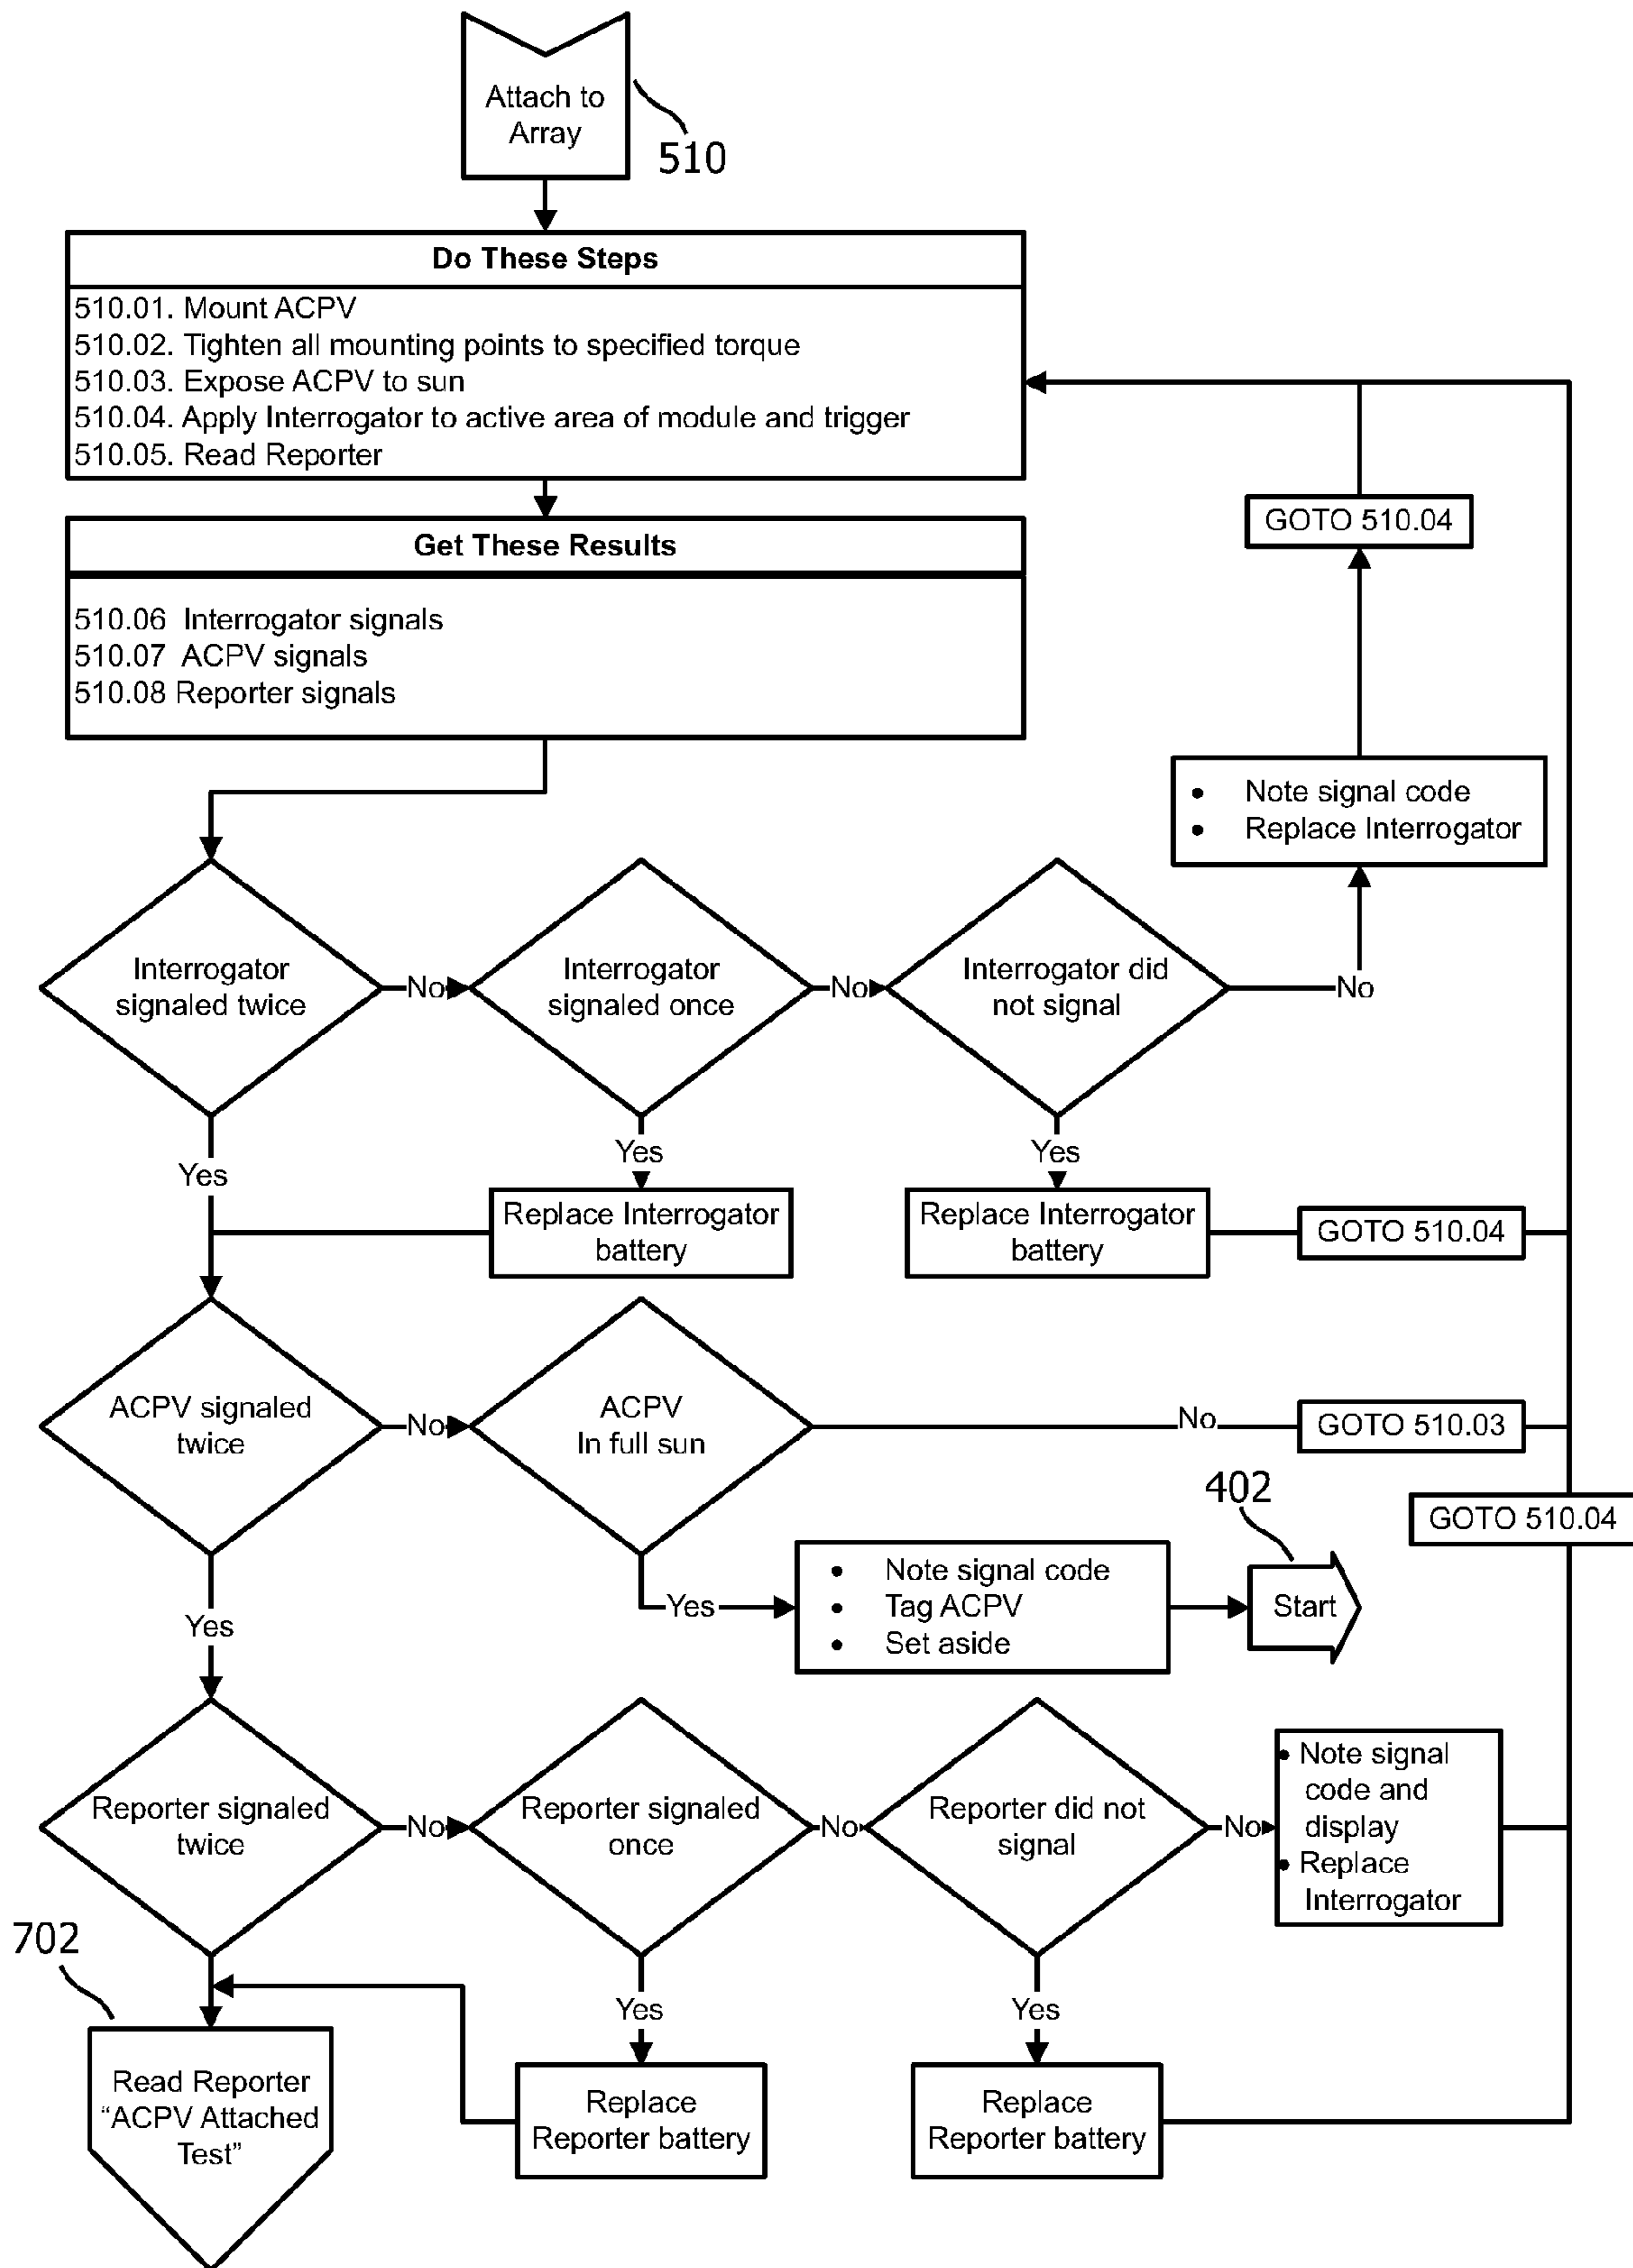 Attach to
Array
510
Do These Steps
510.01. Mount ACPV
510.02. Tighten all mounting points to specified torque
510.03. Expose ACPV to sun
510.04. Apply Interrogator to active area of module and trigger
510.05. Read Reporter
GOTO 510.04
Get These Results
510.06 Interrogator signals
510.07 ACPV signals
510.08 Reporter signals
• Note signal code
• Replace Interrogator
Interrogator
signaled twice
No
Interrogator
signaled once
No
Interrogator did
not signal
No
Yes
Yes
Yes
Replace Interrogator
battery
Replace Interrogator
battery
GOTO 510.04
ACPV signaled
twice
No
ACPV
In full sun
No
GOTO 510.03
402
GOTO 510.04
Yes
Yes
• Note signal code
• Tag ACPV
• Set aside
Start
Reporter signaled
twice
No
Reporter signaled
once
No
Reporter did not
signal
No
• Note signal
code and
display
• Replace
Interrogator
702
Yes
Yes
Read Reporter
“ACPV Attached
Test”
Replace
Reporter battery
Replace
Reporter battery